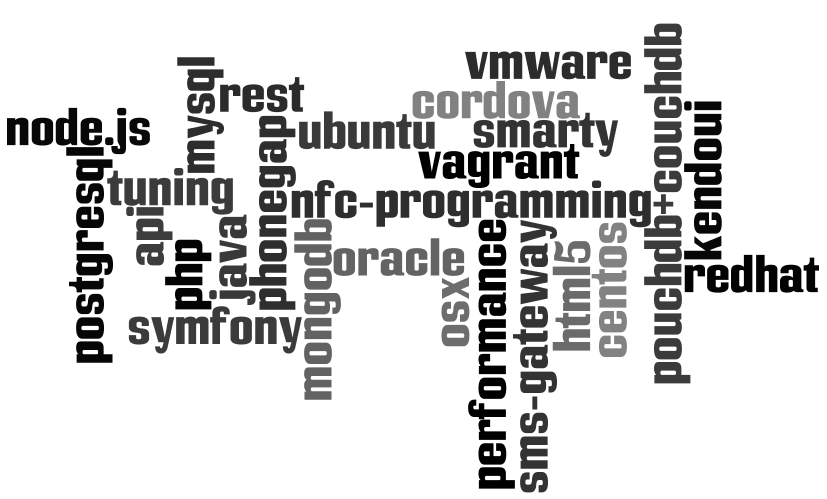 vmware
cordova
rest
mysql
node.js
ubuntu
smarty
vagrant
pouchdb+couchdb
kendoui
tuning
nfc-programming
postgresql
api
php
java
phonegap
mongodb
oracle
osx
performance
sms-gateway
html5
centos
redhat
symfony